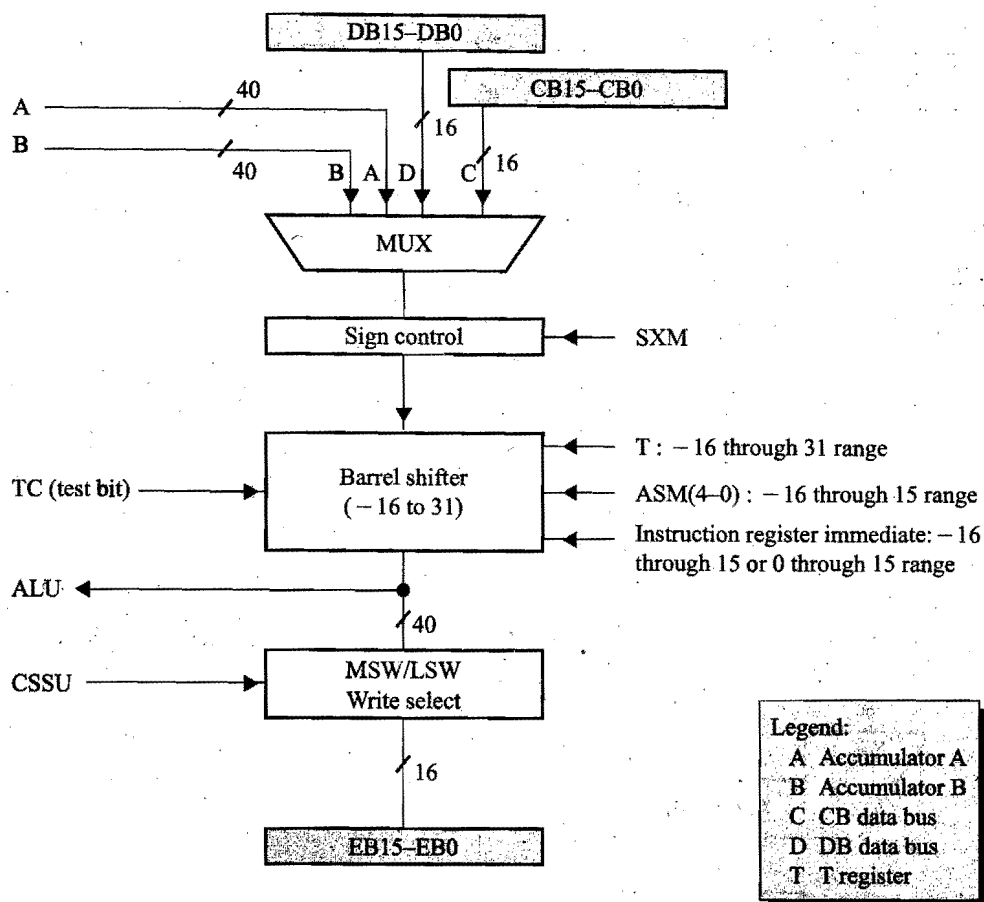 DB15–DB0
CB15–CB0
A
40
16
B
40
16
B A D C
MUX
Sign control
SXM
T : – 16 through 31 range
Barrel shifter
TC (test bit)
(– 16 to 31)
ASM(4–0) : – 16 through 15 range
Instruction register immediate: – 16
through 15 or 0 through 15 range
ALU
40
MSW/LSW
CSSU
Write select
16
EB15–EB0
Legend:
A Accumulator A
B Accumulator B
C CB data bus
D DB data bus
T T register